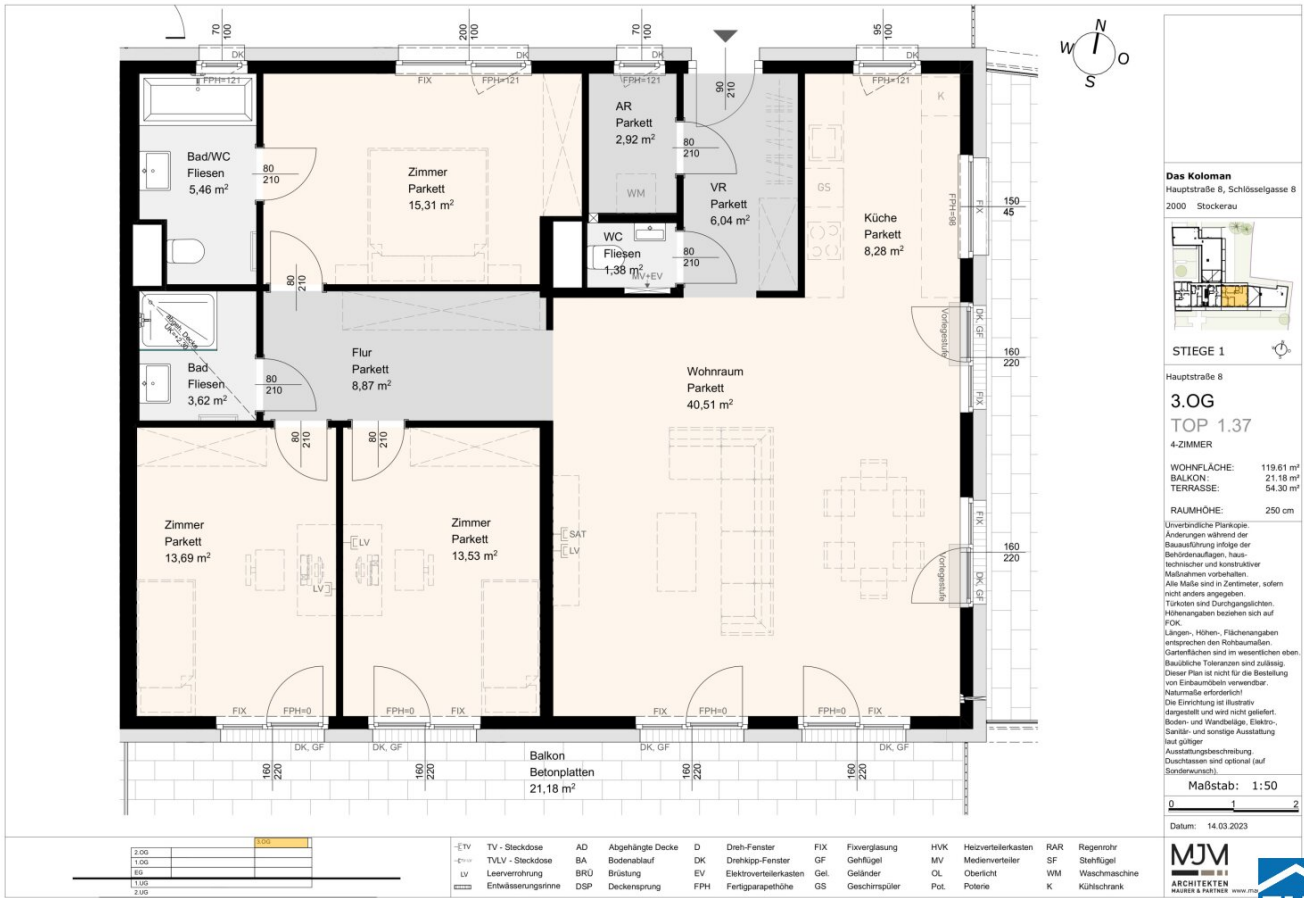 70
100
200
100
70
100
95
100
DK
DK
DK
DK
FPH=121
FIX
FPH=121
FPH=121
FPH=121
90
210
N
W
O
S
Bad/WC
Fliesen
5,46 m²
80
210
Zimmer
Parkett
15,31 m²
AR
Parkett
2,92 m²
WM
80
210
VR
Parkett
6,04 m²
K
GS
Küche
Parkett
8,28 m²
FPH=98
FIX
150
45
WC
Fliesen
1,38 m²
MV+EV
80
210
80
210
abgeh. Decke
Bad
Fliesen
3,62 m²
80
210
Flur
Parkett
8,87 m²
Wohnraum
Parkett
40,51 m²
Vorlegestufe
DK, GF
FIX
160
220
80
210
80
210
Zimmer
Parkett
13,69 m²
LV
LV
Zimmer
Parkett
13,53 m²
SAT
LV
FIX
DK, GF
Vorlegestufe
160
220
FIX
FPH=0
FPH=0
FIX
FIX
FPH=0
FPH=0
FIX
DK, GF
DK, GF
DK, GF
DK, GF
160
220
160
220
160
220
160
220
Balkon
Betonplatten
21,18 m²
Das Koloman
Hauptstraße 8, Schlösselgasse 8
2000 Stockerau
STIEGE 1
Hauptstraße 8
3.OG
TOP 1.37
4-ZIMMER
WOHNFLÄCHE: 119.61 m²
BALKON: 21.18 m²
TERRASSE: 54.30 m²
RAUMHÖHE: 250 cm
Unverbindliche Plankopie.
Änderungen während der
Bauausführung infolge der
Behördenauflagen, haus-
technischer und konstruktiver
Maßnahmen vorbehalten.
Alle Maße sind in Zentimeter, sofern
nicht anders angegeben.
Türkoten sind Durchgangslichten.
Höhenangaben beziehen sich auf
FOK.
Längen-, Höhen-, Flächenangaben
entsprechen den Rohbaumaßen.
Gartenflächen sind im wesentlichen eben.
Bauübliche Toleranzen sind zulässig.
Dieser Plan ist nicht für die Bestellung
von Einbaumöbeln verwendbar.
Naturmaße erforderlich!
Die Einrichtung ist illustrativ
dargestellt und wird nicht geliefert.
Boden- und Wandbeläge, Elektro-,
Sanitär- und sonstige Ausstattung
laut gültiger
Ausstattungsbeschreibung.
Duschtassen sind optional (auf
Sonderwunsch).
Maßstab: 1:50
0 1 2
Datum: 14.03.2023
3.OG
2.OG
1.OG
EG
1.UG
2.UG
TV TV - Steckdose AD Abgehängte Decke D Dreh-Fenster FIX Fixverglasung HVK Heizverteilerkasten RAR Regenrohr
TVLV - Steckdose BA Bodenablauf DK Drehkipp-Fenster GF Gehflügel MV Medienverteiler SF Stehflügel
LV Leerverrohrung BRÜ Brüstung EV Elektroverteilerkasten Gel. Geländer OL Oberlicht WM Waschmaschine
Entwässerungsrinne DSP Deckensprung FPH Fertigparapethöhe GS Geschirrspüler Pot. Poterie K Kühlschrank
MJM
ARCHITEKTEN
MAURER & PARTNER